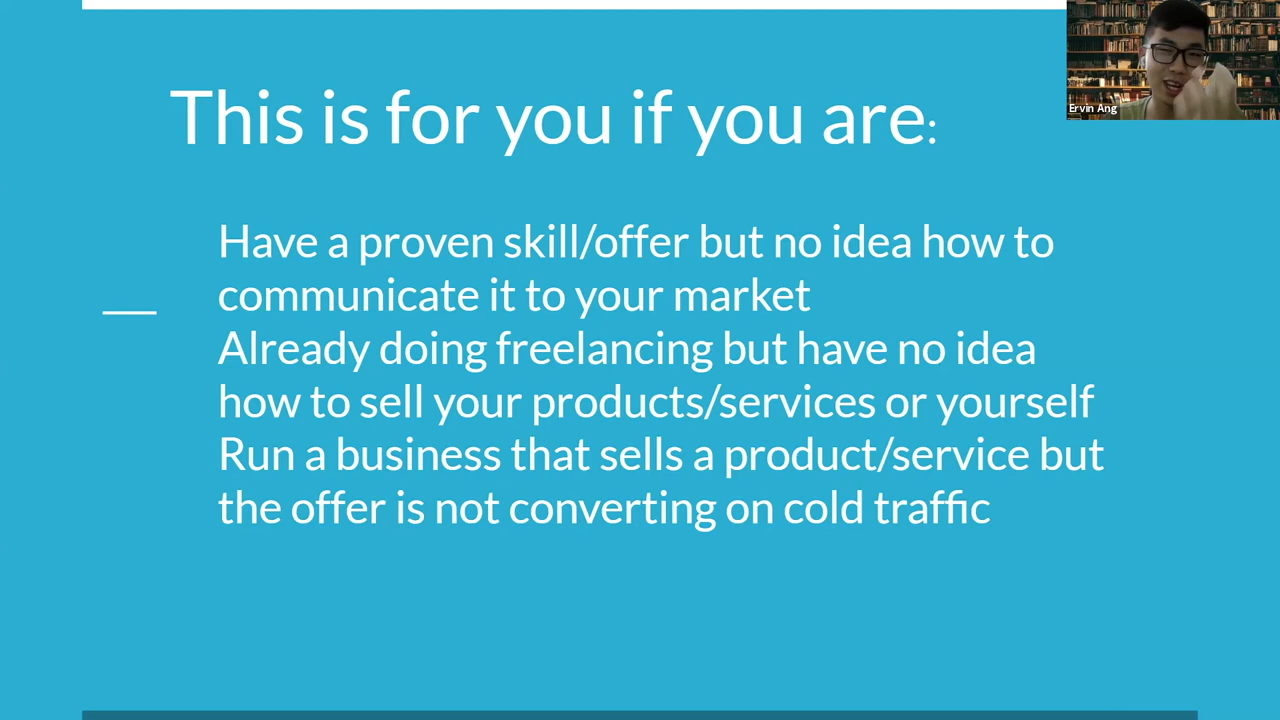 Ervin Ang
This is for you if you are:
Have a proven skill/offer but no idea how to
communicate it to your market
Already doing freelancing but have no idea
how to sell your products/services or yourself
Run a business that sells a product/service but
the offer is not converting on cold traffic